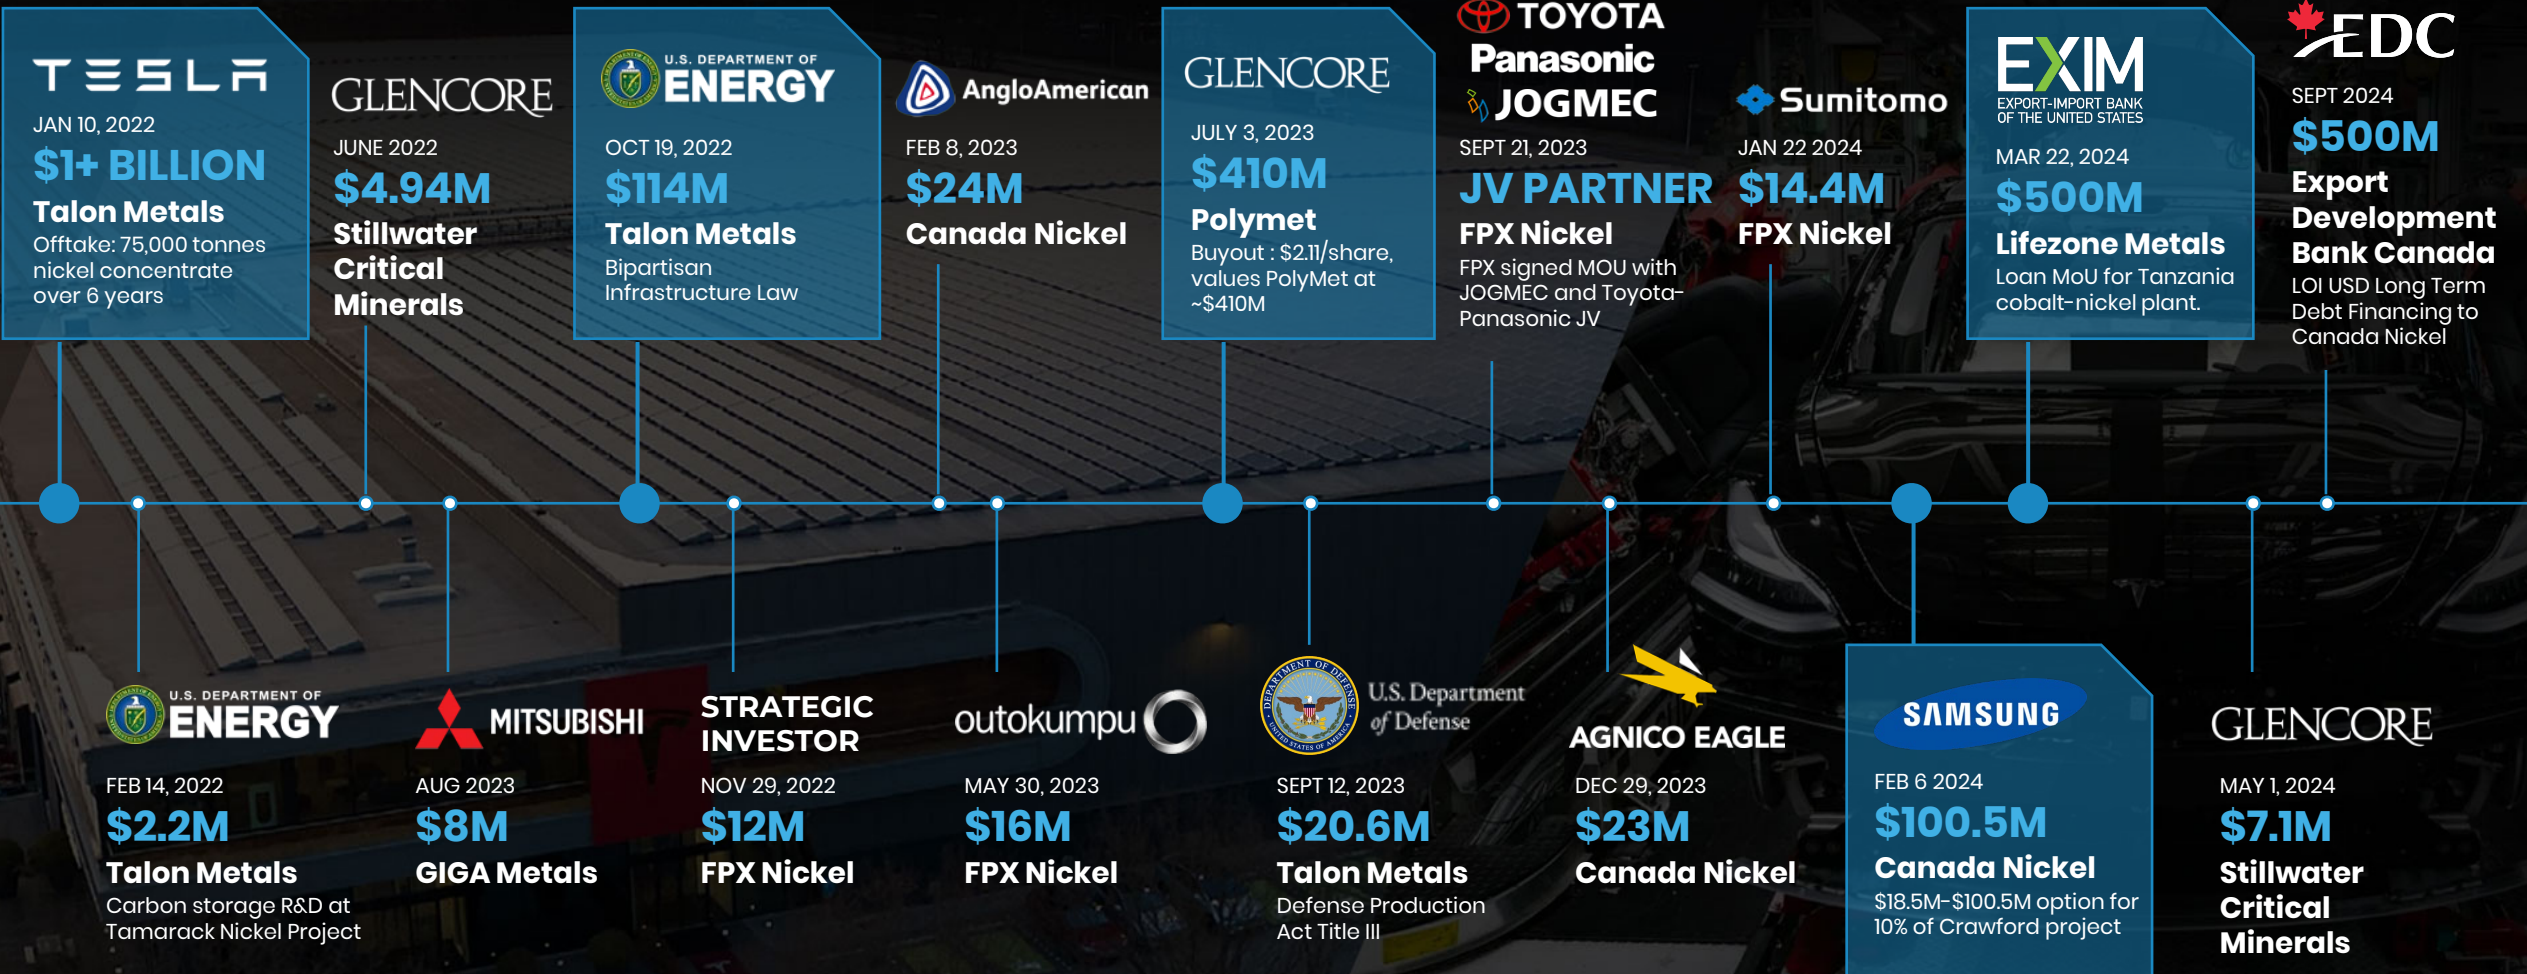 TESLA
JAN 10, 2022
$1+ BILLION
Talon Metals
Offtake: 75,000 tonnes
nickel concentrate
over 6 years
GLENCORE
JUNE 2022
$4.94M
Stillwater
Critical
Minerals
U.S. DEPARTMENT OF
ENERGY
OCT 19, 2022
$114M
Talon Metals
Bipartisan
Infrastructure Law
AngloAmerican
FEB 8, 2023
$24M
Canada Nickel
GLENCORE
JULY 3, 2023
$410M
Polymet
Buyout : $2.11/share,
values PolyMet at
~$410M
TOYOTA
Panasonic
JOGMEC
SEPT 21, 2023
JV PARTNER
FPX Nickel
FPX signed MOU with
JOGMEC and Toyota-
Panasonic JV
Sumitomo
JAN 22 2024
$14.4M
FPX Nickel
EXIM
EXPORT-IMPORT BANK
OF THE UNITED STATES
MAR 22, 2024
$500M
Lifezone Metals
Loan MoU for Tanzania
cobalt-nickel plant.
EDC
SEPT 2024
$500M
Export
Development
Bank Canada
LOI USD Long Term
Debt Financing to
Canada Nickel
U.S. DEPARTMENT OF
ENERGY
FEB 14, 2022
$2.2M
Talon Metals
Carbon storage R&D at
Tamarack Nickel Project
MITSUBISHI
AUG 2023
$8M
GIGA Metals
STRATEGIC
INVESTOR
NOV 29, 2022
$12M
FPX Nickel
outokumpu
MAY 30, 2023
$16M
FPX Nickel
DEPARTMENT OF DEFENSE
UNITED STATES OF AMERICA
U.S. Department
of Defense
SEPT 12, 2023
$20.6M
Talon Metals
Defense Production
Act Title III
AGNICO EAGLE
DEC 29, 2023
$23M
Canada Nickel
SAMSUNG
FEB 6 2024
$100.5M
Canada Nickel
$18.5M-$100.5M option for
10% of Crawford project
GLENCORE
MAY 1, 2024
$7.1M
Stillwater
Critical
Minerals